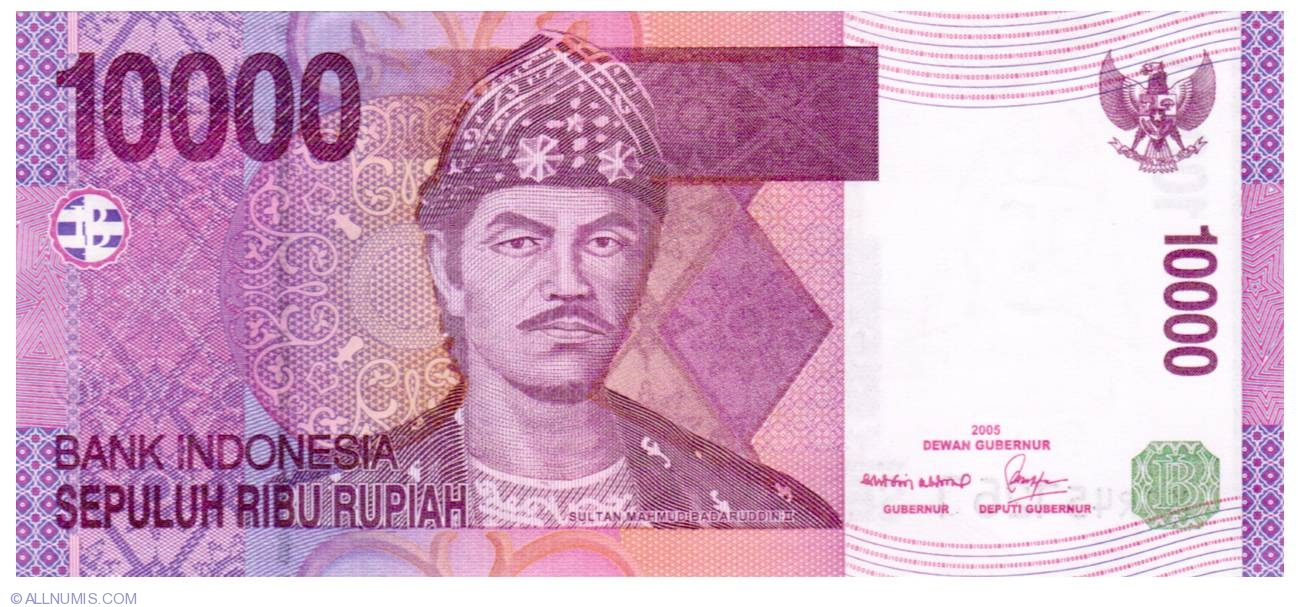 10000
B
10000
BANK INDONESIA
SEPULUH RIBU RUPIAH
SULTAN MAHMUD BADARUDDIN II
2005
DEWAN GUBERNUR
GUBERNUR
DEPUTI GUBERNUR
B
© ALLNUMIS.COM